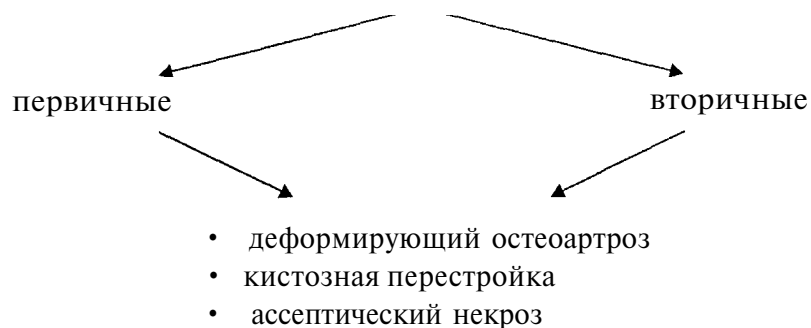 первичные
вторичные
• деформирующий остеоартроз
• кистозная перестройка
• ассептический некроз